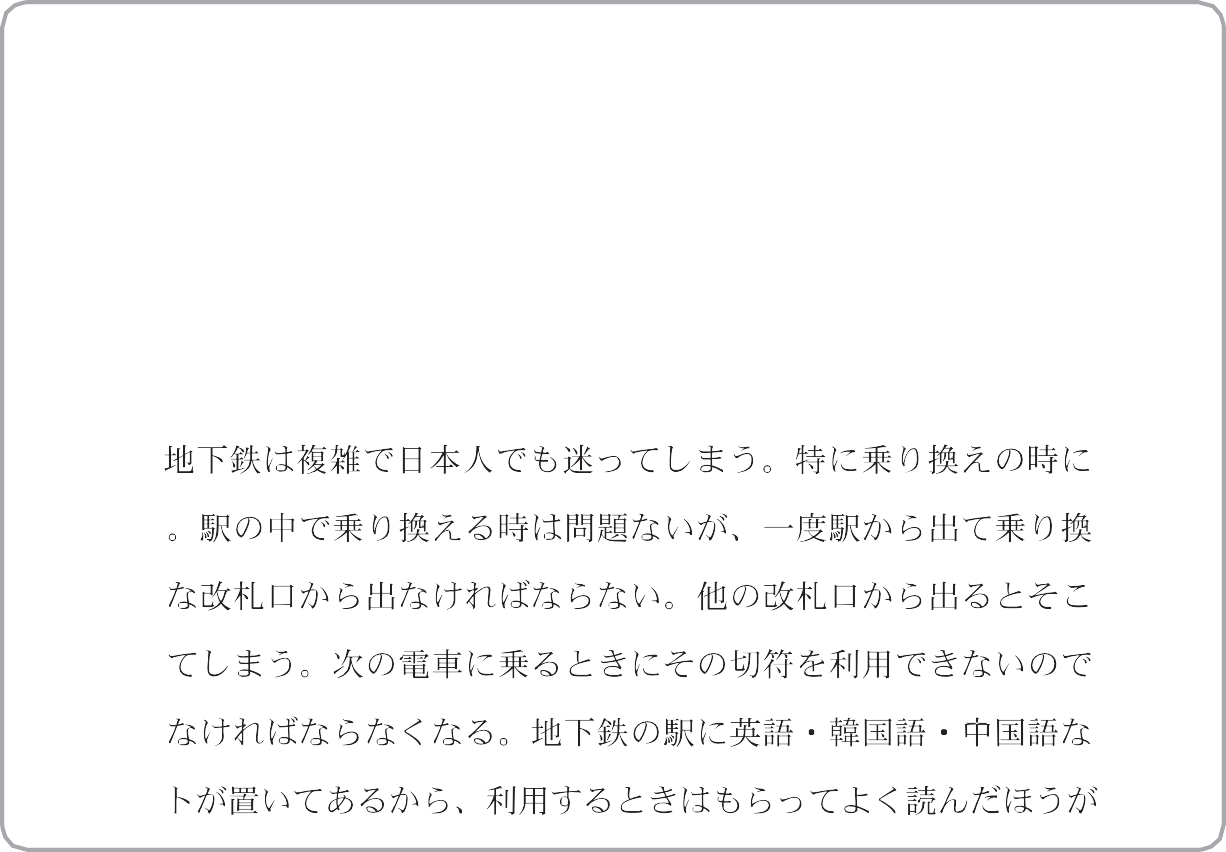 地下鉄は複雑で日本人でも迷ってしまう。特に乗り換えの時に
。駅の中で乗り換える時は問題ないが、一度駅から出て乗り換
な改札口から出なければならない。他の改札口から出るとそこ
てしまう。次の電車に乗るときにその切符を利用できないので
なければならなくなる。地下鉄の駅に英語・韓国語・中国語な
トが置いてあるから、利用するときはもらってよく読んだほうが